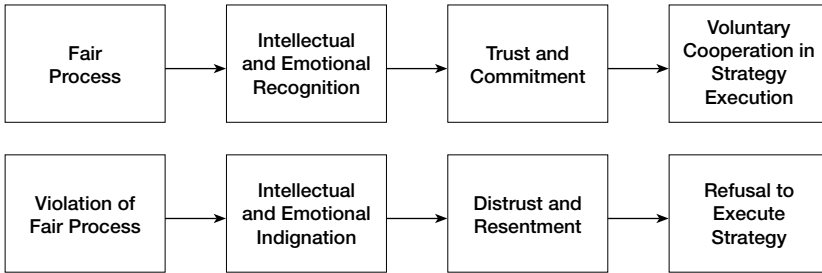 Fair
Process
Intellectual
and Emotional
Recognition
Trust and
Commitment
Voluntary
Cooperation in
Strategy
Execution
Violation of
Fair Process
Intellectual
and Emotional
Indignation
Distrust and
Resentment
Refusal to
Execute
Strategy